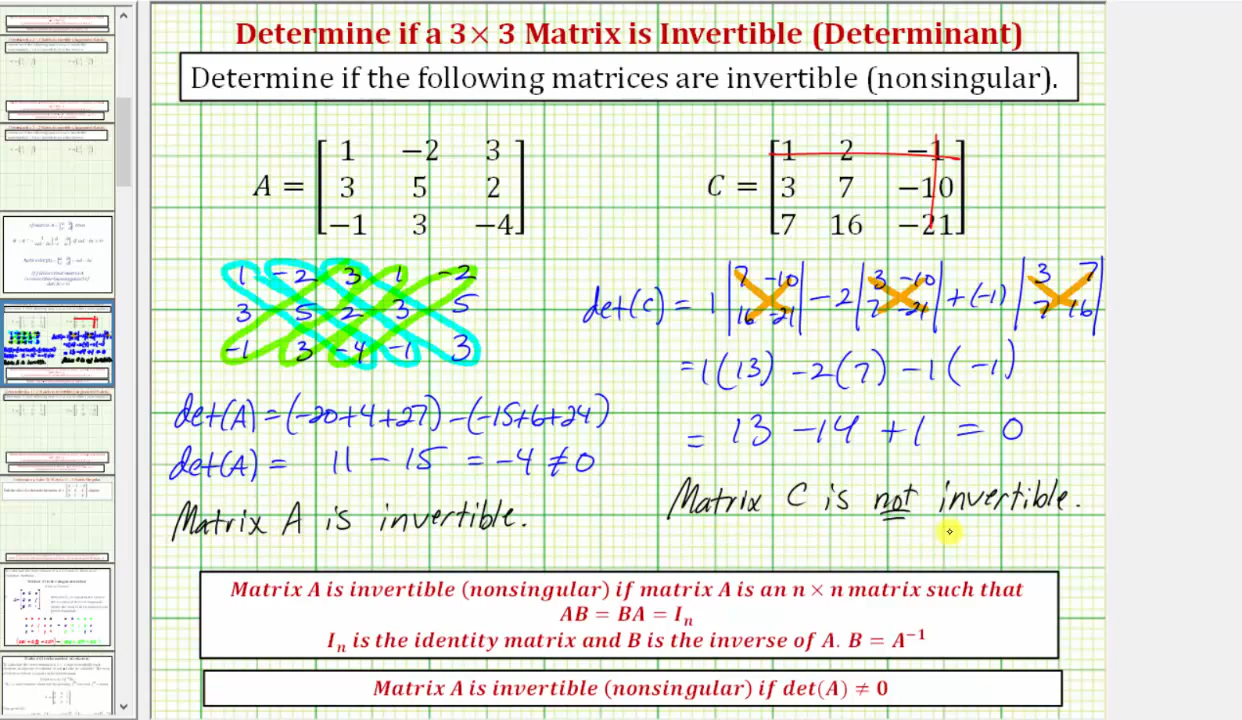 Determine if a 3 × 3 Matrix is Invertible (Determinant)
Determine if the following matrices are invertible (nonsingular).
A = [1 −2 3
3 5 2
−1 3 −4]
C = [1 2 −1
3 7 −10
7 16 −21]
1 −2 3 1 −2
3 5 2 3 5
−1 3 −4 −1 3
det(A) = (−20+4+27) − (−15+6+24)
det(A) = 11 − 15 = −4 ≠ 0
Matrix A is invertible.
det(C) = 1 |7 −10
16 −21| − 2 |3 −10
7 −21| + (−1) |3 7
7 16|
= 1(13) − 2(7) − 1(−1)
= 13 − 14 + 1 = 0
Matrix C is not invertible.
Matrix A is invertible (nonsingular) if matrix A is an n × n matrix such that
AB = BA = Iₙ
Iₙ is the identity matrix and B is the inverse of A. B = A⁻¹
Matrix A is invertible (nonsingular) if det(A) ≠ 0